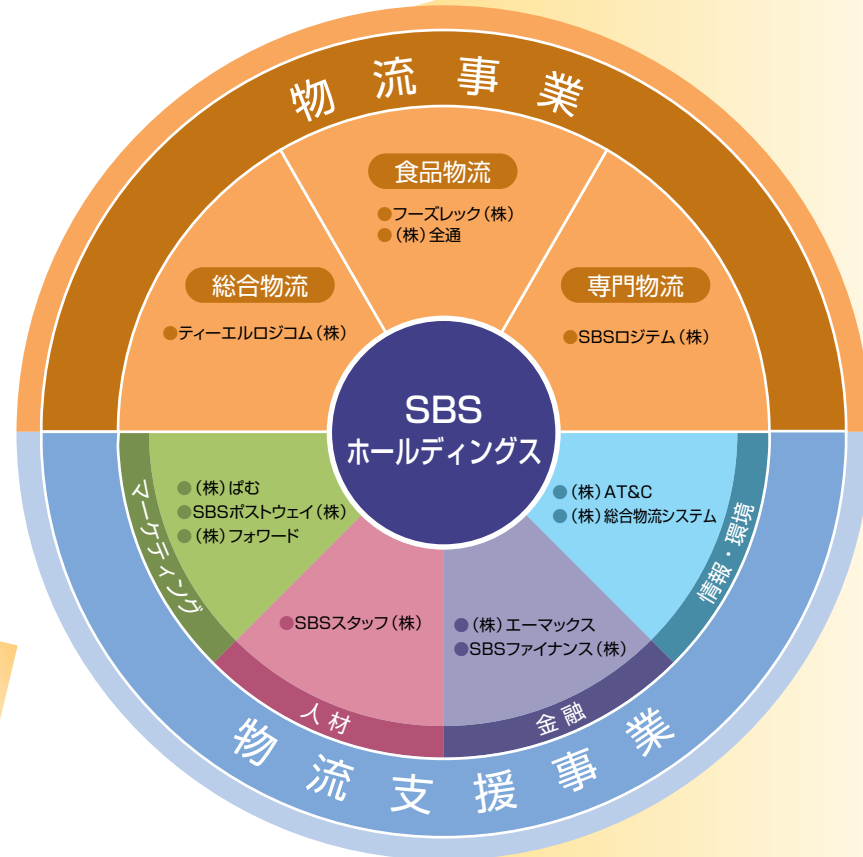 物流事業
食品物流
●フーズレック(株)
●(株)全通
総合物流
●ティーエルロジコム(株)
専門物流
●SBSロジテム(株)
SBS
ホールディングス
マーケティング
●(株)ぱむ
●SBSポストウェイ(株)
●(株)フォワード
人材
●SBSスタッフ(株)
金融
●(株)エーマックス
●SBSファイナンス(株)
情報・環境
●(株)AT&C
●(株)総合物流システム
物流支援事業